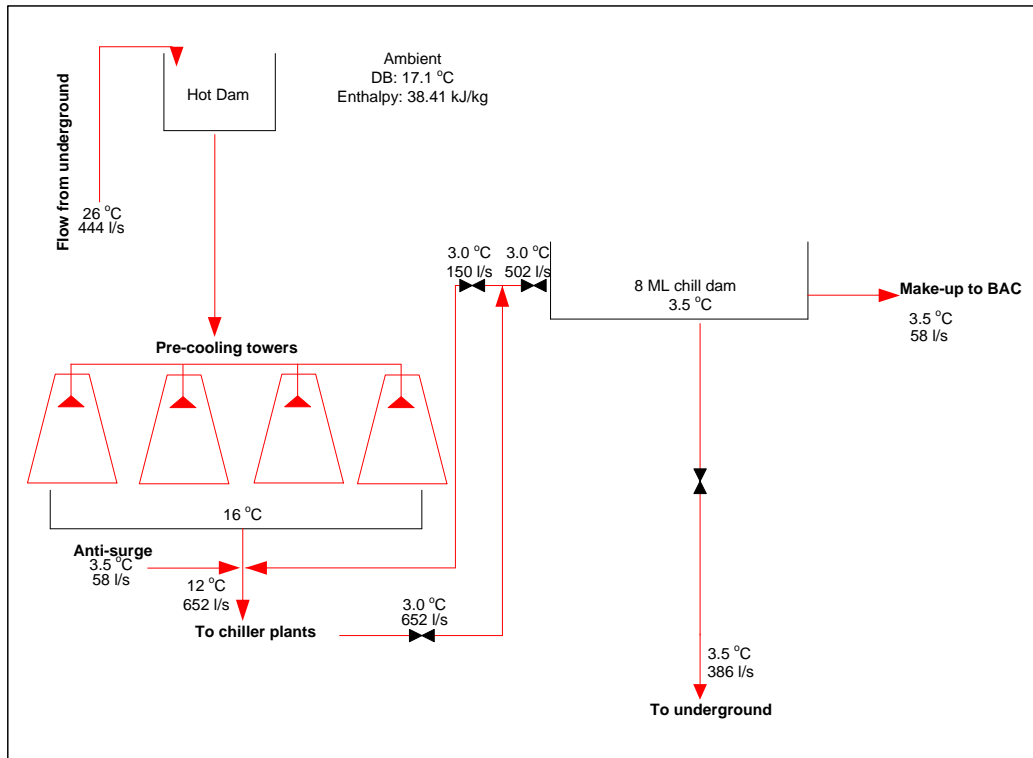 Ambient
DB: 17.1 °C
Enthalpy: 38.41 kJ/kg
Hot Dam
Flow from underground
26 °C
444 l/s
3.0 °C
150 l/s
3.0 °C
502 l/s
8 ML chill dam
3.5 °C
Make-up to BAC
3.5 °C
58 l/s
Pre-cooling towers
16 °C
Anti-surge
3.5 °C
58 l/s
12 °C
652 l/s
To chiller plants
3.0 °C
652 l/s
3.5 °C
386 l/s
To underground